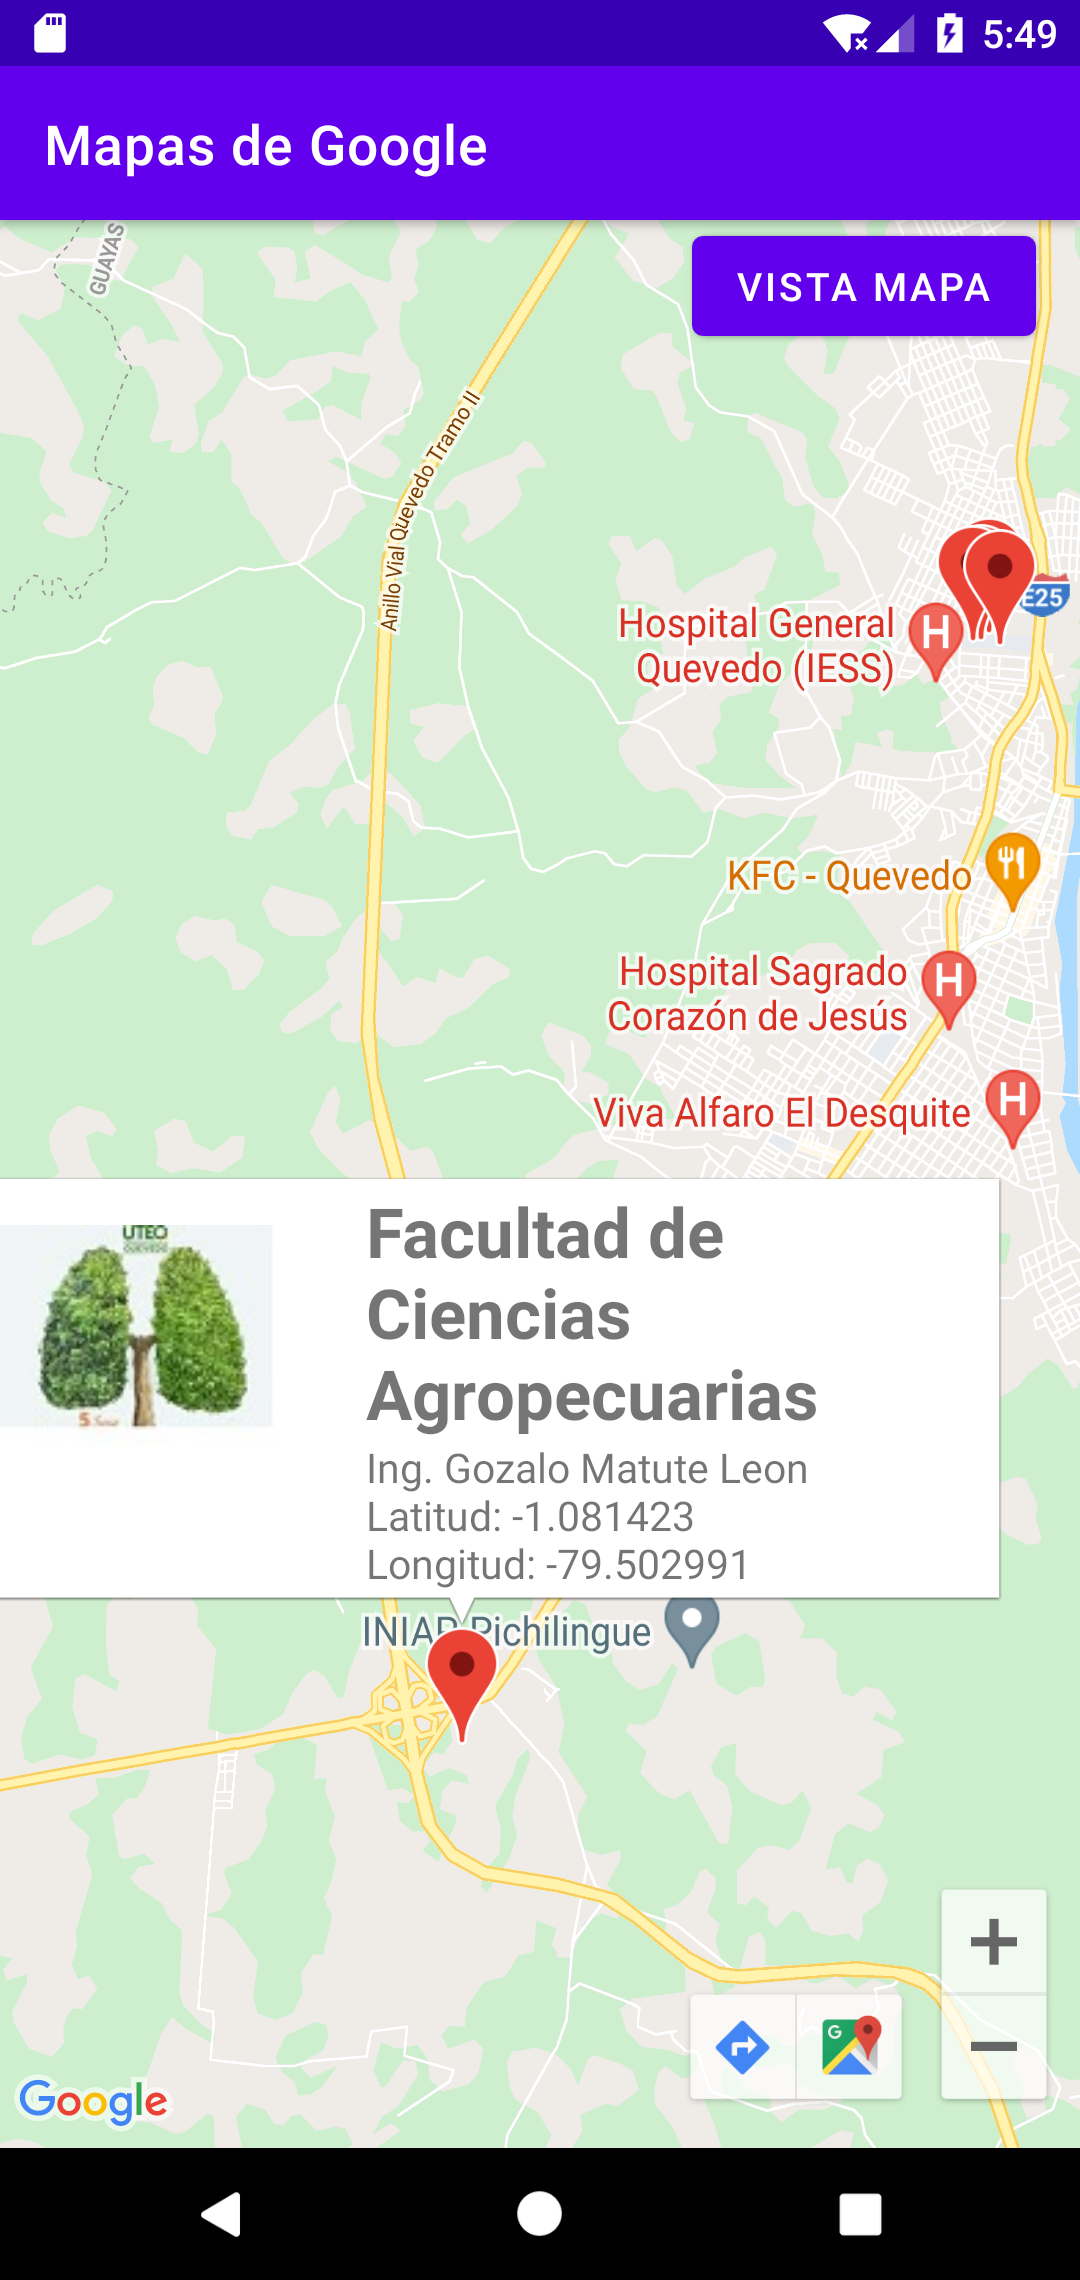 5:49
Mapas de Google
GUAYAS
VISTA MAPA
Anillo Vial Quevedo Tramo II
E25
Hospital General
Quevedo (IESS)
H
KFC - Quevedo
Hospital Sagrado
Corazón de Jesús
H
Viva Alfaro El Desquite
H
UTEQ
Facultad de
Ciencias
Agropecuarias
Ing. Gozalo Matute Leon
Latitud: -1.081423
Longitud: -79.502991
INIAP Pichilingue
G
Google